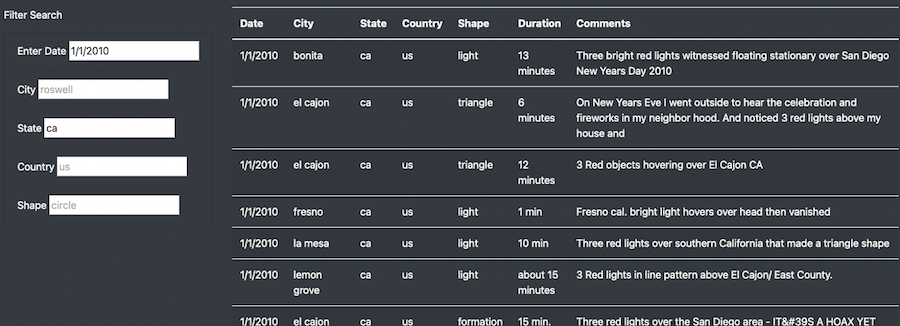 Filter Search
Enter Date 1/1/2010
City roswell
State ca
Country us
Shape circle
Date City State Country Shape Duration Comments
1/1/2010 bonita ca us light 13 Three bright red lights witnessed floating stationary over San Diego
minutes New Years Day 2010
1/1/2010 el cajon ca us triangle 6 On New Years Eve I went outside to hear the celebration and
minutes fireworks in my neighbor hood. And noticed 3 red lights above my
house and
1/1/2010 el cajon ca us triangle 12 3 Red objects hovering over El Cajon CA
minutes
1/1/2010 fresno ca us light 1 min Fresno cal. bright light hovers over head then vanished
1/1/2010 la mesa ca us light 10 min Three red lights over southern California that made a triangle shape
1/1/2010 lemon ca us light about 15 3 Red lights in line pattern above El Cajon/ East County.
grove minutes
1/1/2010 el cajon ca us formation 15 min. Three red lights over the San Diego area - IT&#39S A HOAX YET